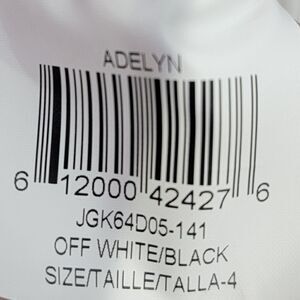 ADELYN
6 12000 42427 6
JGK64D05-141
OFF WHITE/BLACK
SIZE/TAILLE/TALLA-4